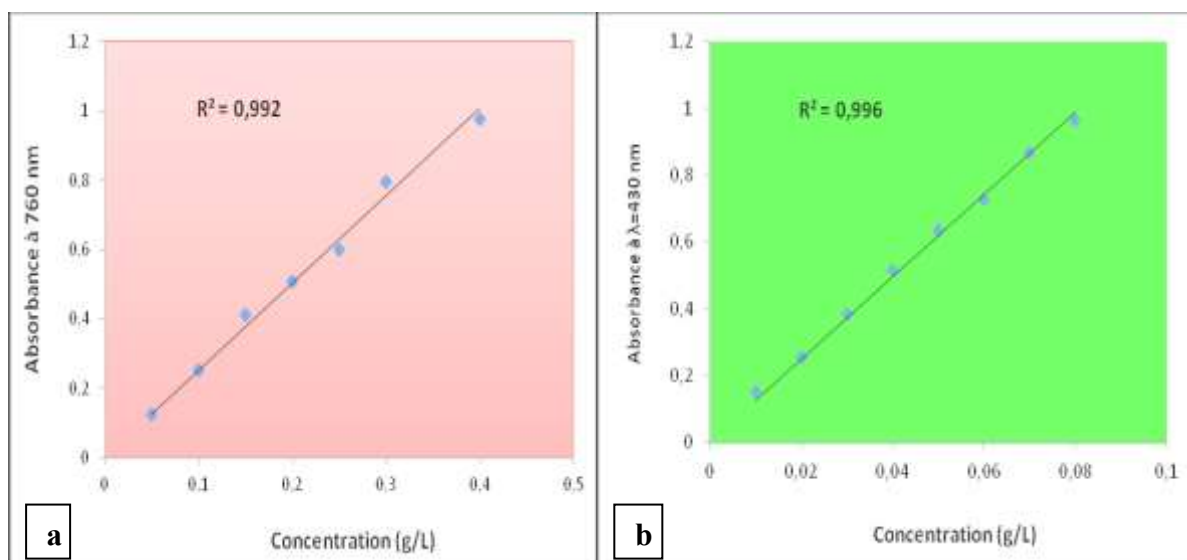 1.2
1
0.8
0.6
0.4
0.2
0
R² = 0,992
Absorbance à 760 nm
0 0.1 0.2 0.3 0.4 0.5
Concentration (g/L)
a
1.2
1
0,8
0,6
0,4
0,2
0
R² = 0,996
Absorbance à λ=430 nm
0 0,02 0,04 0,06 0,08 0,1
Concentration (g/L)
b